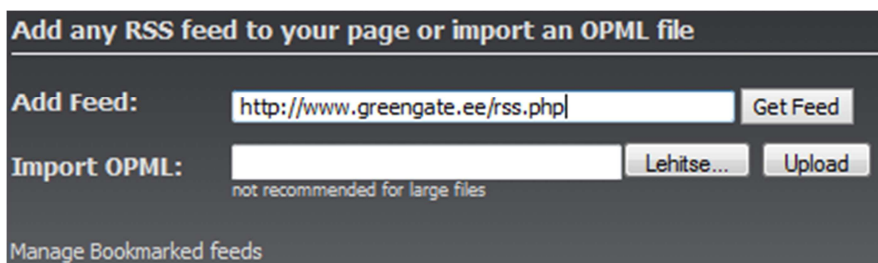 Add any RSS feed to your page or import an OPML file
Add Feed: http://www.greengate.ee/rss.php Get Feed
Import OPML: Lehitse... Upload
not recommended for large files
Manage Bookmarked feeds